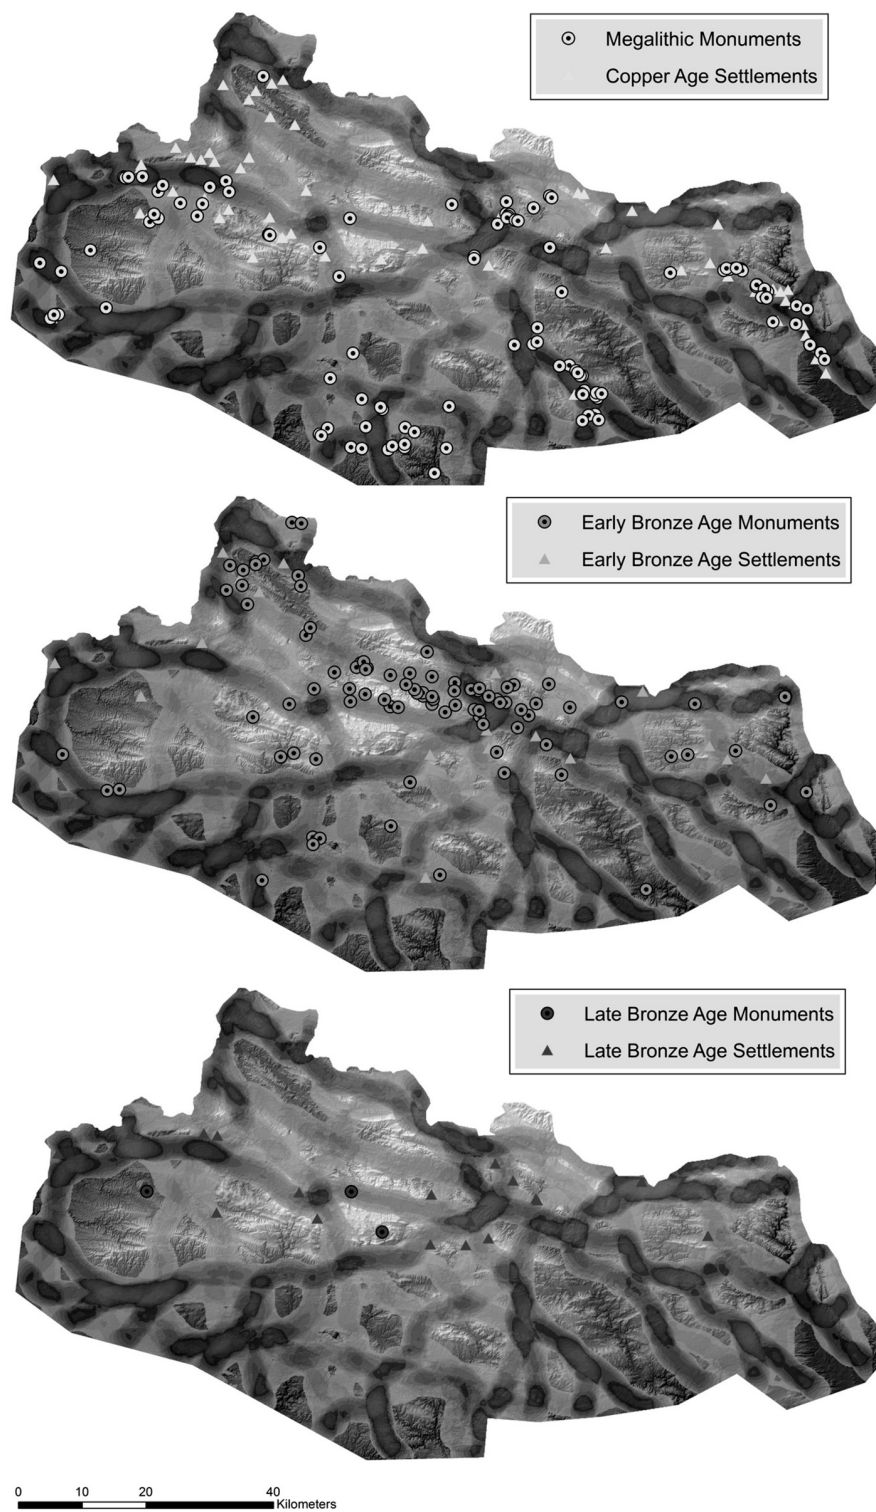 Megalithic Monuments
Copper Age Settlements
Early Bronze Age Monuments
Early Bronze Age Settlements
Late Bronze Age Monuments
Late Bronze Age Settlements
0 10 20 40
Kilometers